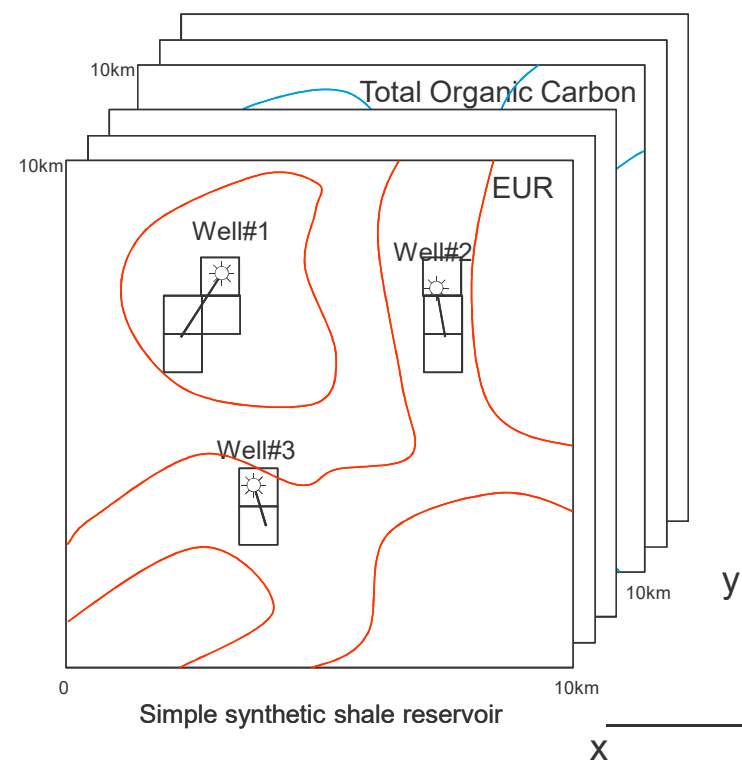 10km
Total Organic Carbon
10km
EUR
Well#1
Well#2
Well#3
10km
y
0
10km
Simple synthetic shale reservoir
x